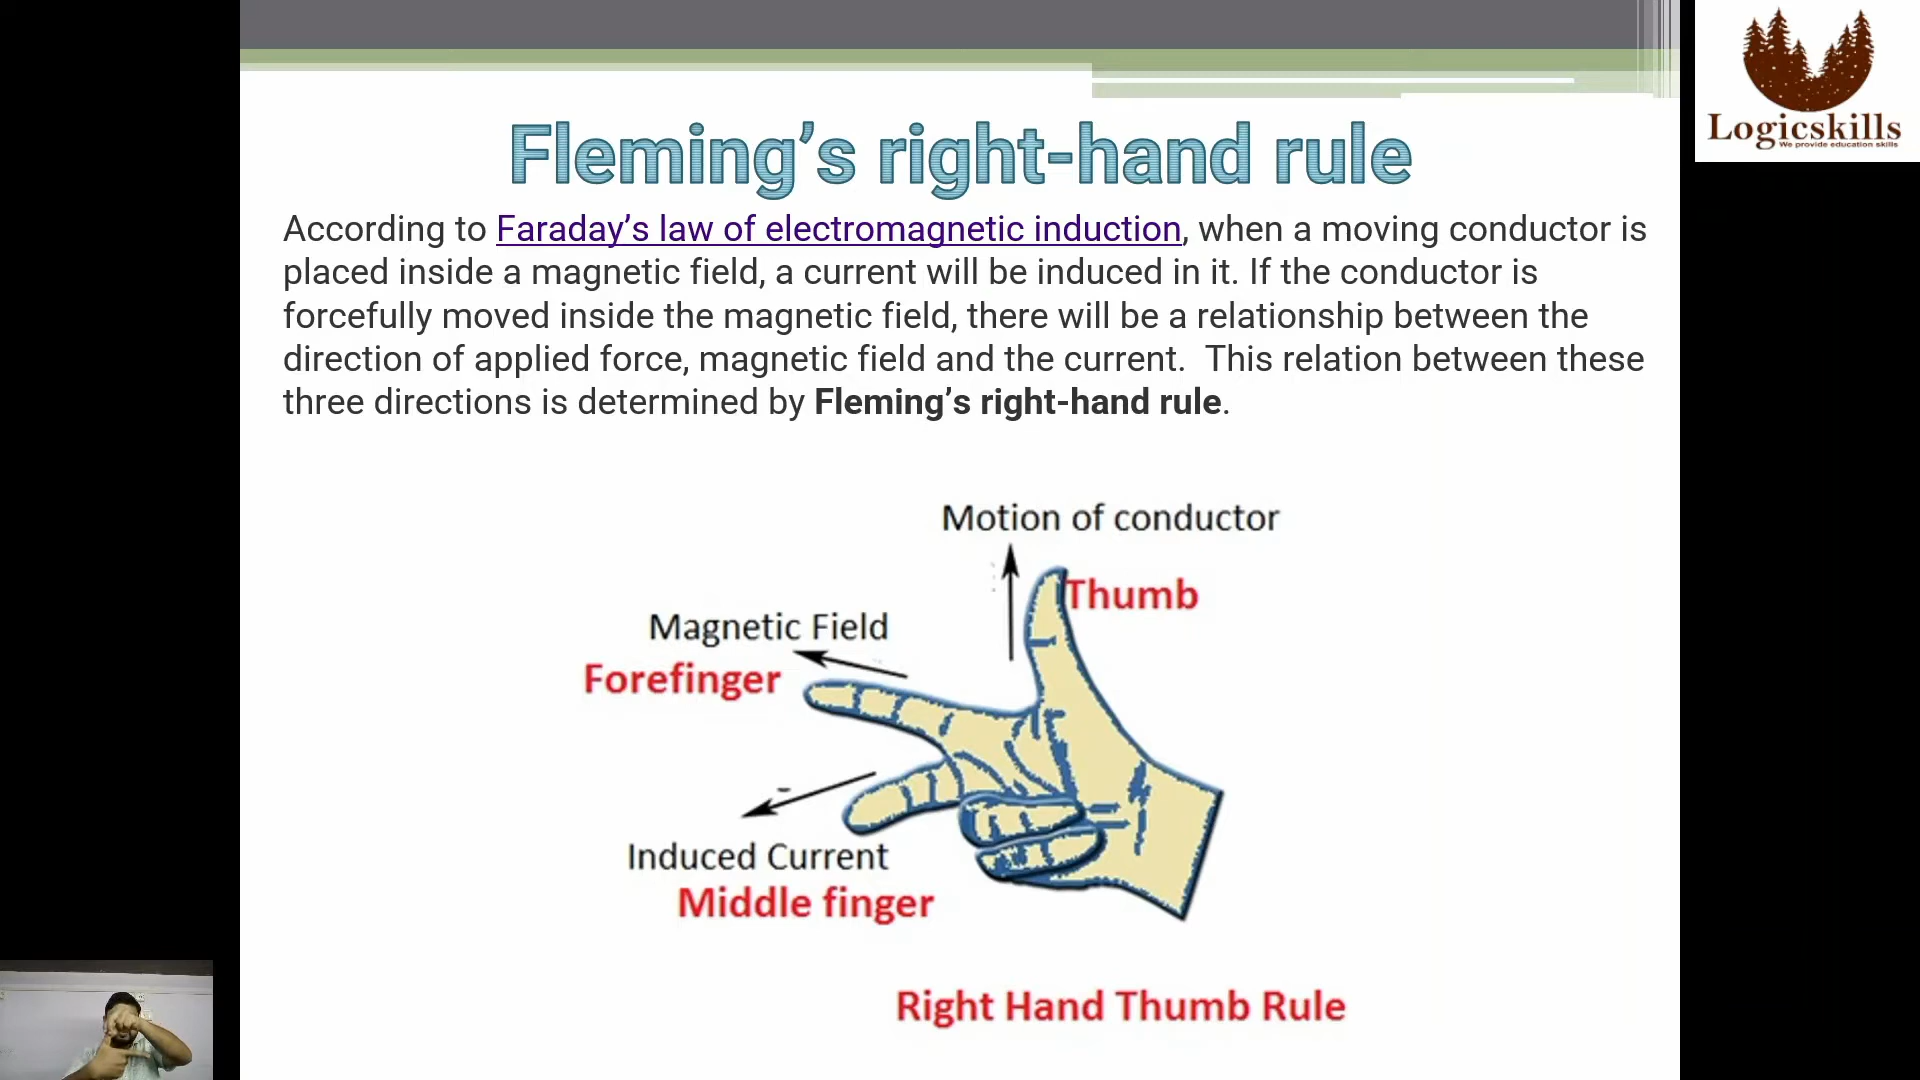 Logicskills
We provide education skills
Fleming’s right-hand rule
According to Faraday’s law of electromagnetic induction, when a moving conductor is
placed inside a magnetic field, a current will be induced in it. If the conductor is
forcefully moved inside the magnetic field, there will be a relationship between the
direction of applied force, magnetic field and the current.  This relation between these
three directions is determined by Fleming’s right-hand rule.
Motion of conductor
Thumb
Magnetic Field
Forefinger
Induced Current
Middle finger
Right Hand Thumb Rule